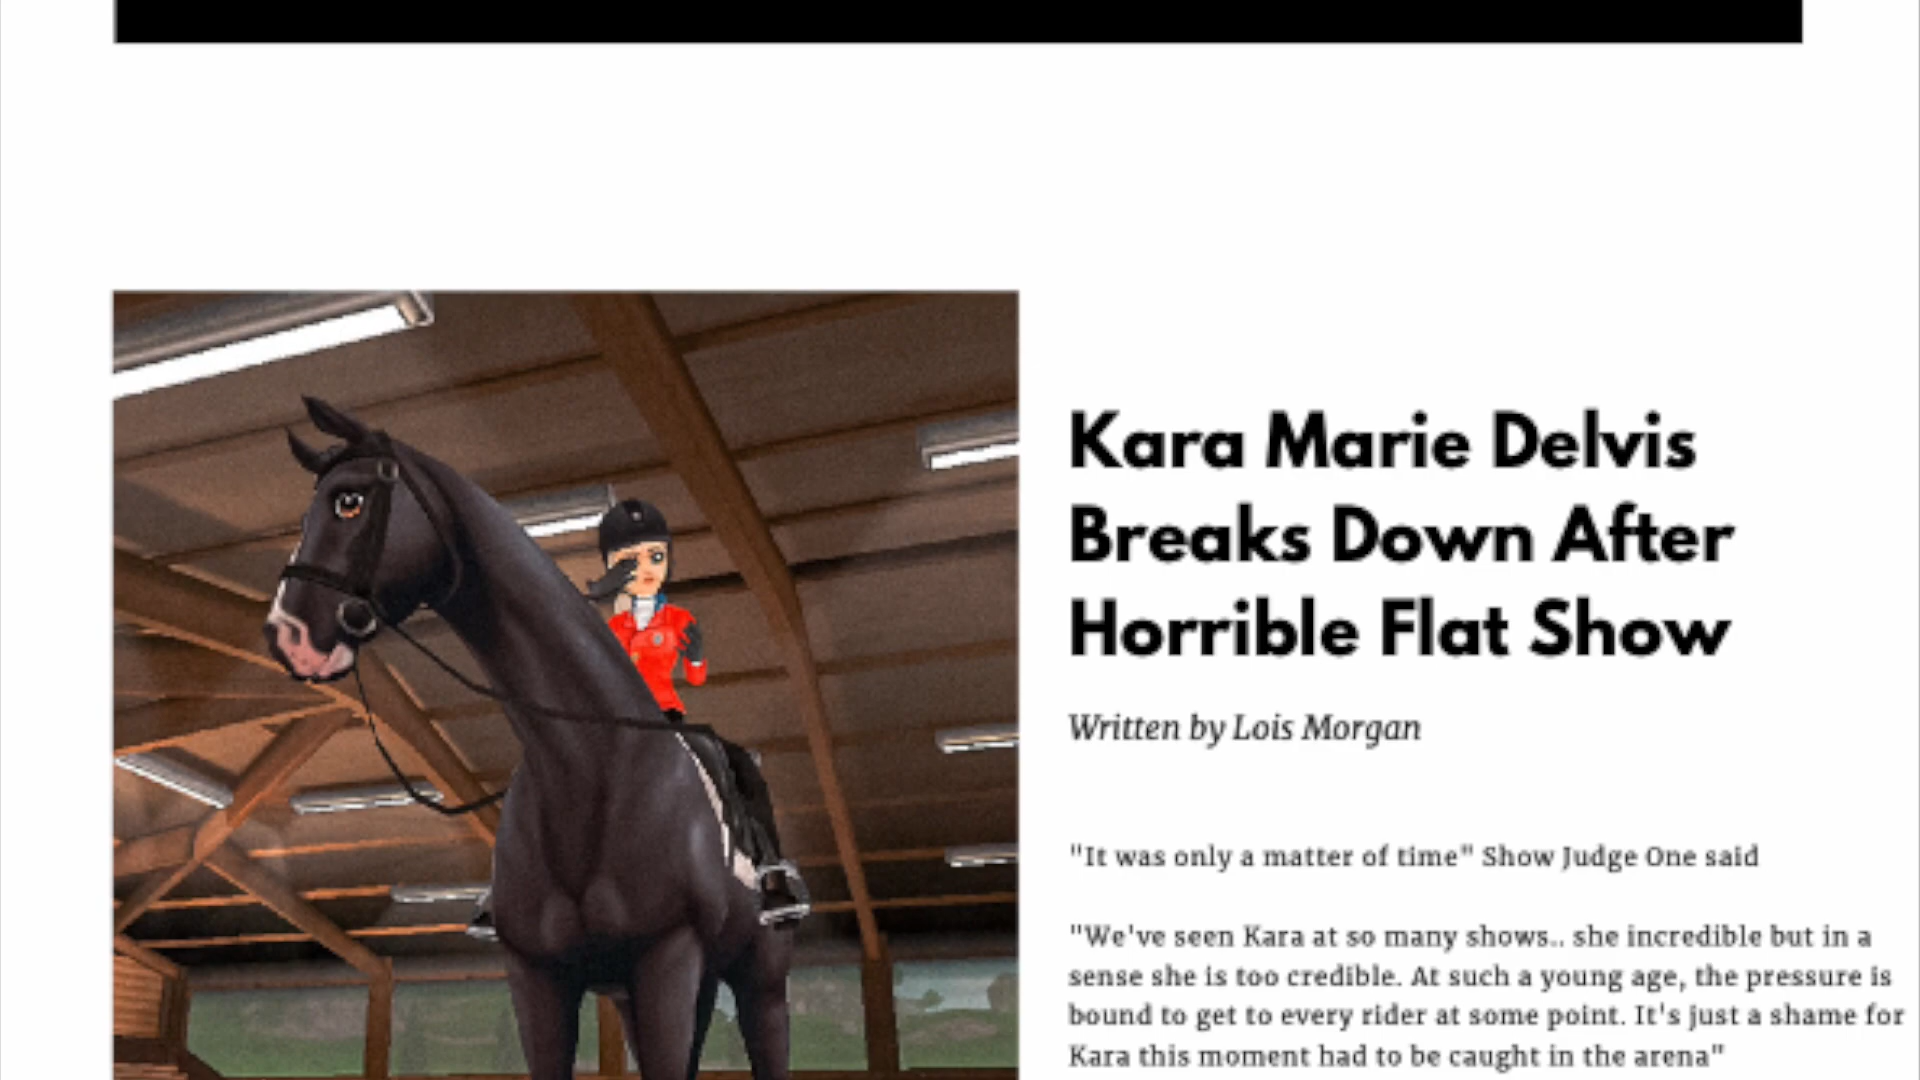 Kara Marie Delvis
Breaks Down After
Horrible Flat Show
Written by Lois Morgan
"It was only a matter of time" Show Judge One said
"We've seen Kara at so many shows.. she incredible but in a
sense she is too credible. At such a young age, the pressure is
bound to get to every rider at some point. It's just a shame for
Kara this moment had to be caught in the arena"